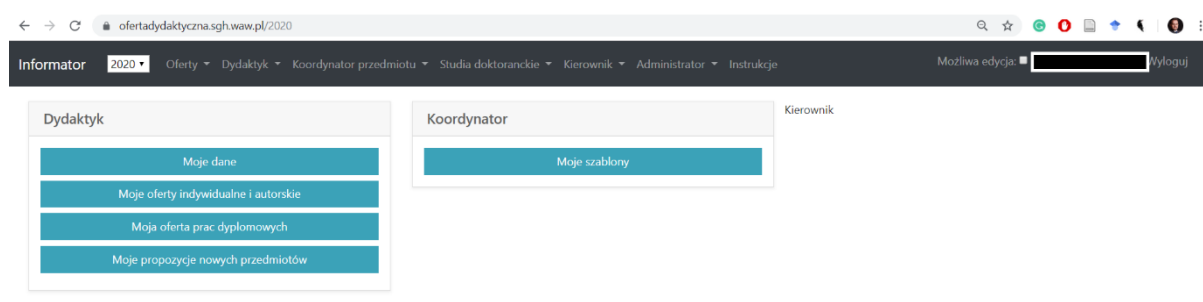 ofertadydaktyczna.sgh.waw.pl/2020
Informator 2020 Oferty Dydaktyk Koordynator przedmiotu Studia doktoranckie Kierownik Administrator Instrukcje Możliwa edycja: Wyloguj
Dydaktyk
Moje dane
Moje oferty indywidualne i autorskie
Moja oferta prac dyplomowych
Moje propozycje nowych przedmiotów
Koordynator
Moje szablony
Kierownik